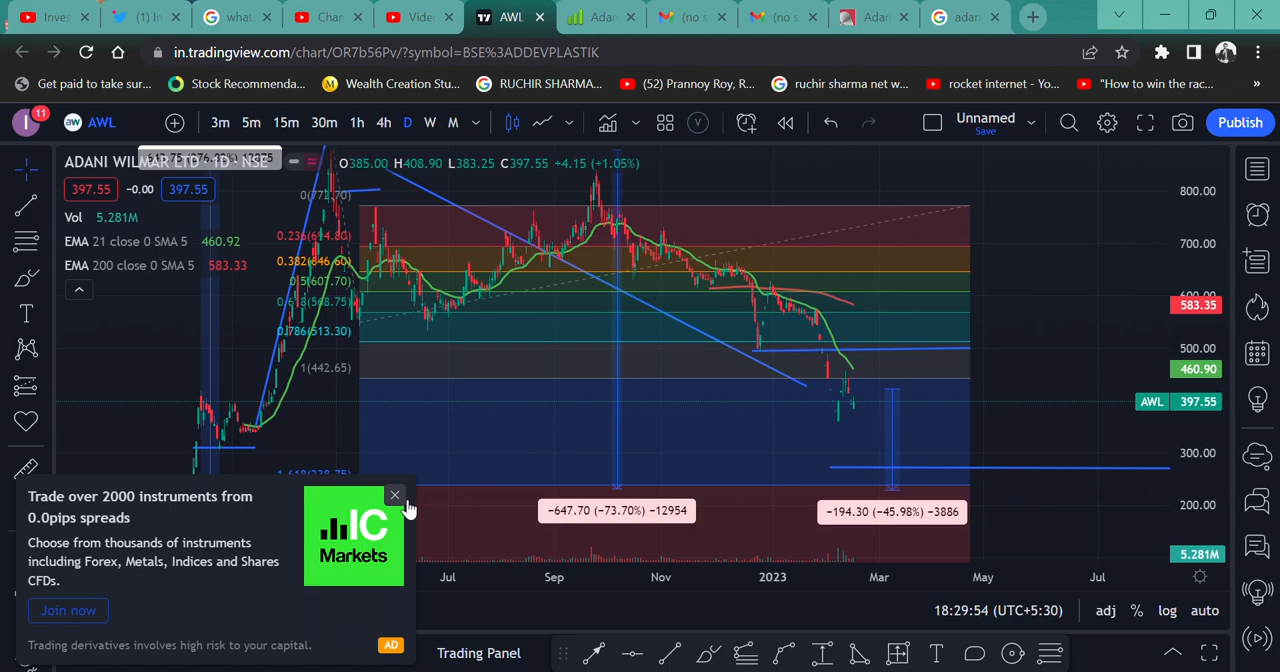 Inves
(1) In
what
Chan
Vide
AWL
Adan
(no s
(no s
Adan
adan
in.tradingview.com/chart/OR7b56Pv/?symbol=BSE%3ADDEVPLASTIK
Get paid to take sur...
Stock Recommenda...
Wealth Creation Stu...
RUCHIR SHARMA...
(52) Prannoy Roy, R...
ruchir sharma net w...
rocket internet - Yo...
"How to win the rac...
»
I
11
aw
AWL
3m 5m 15m 30m 1h 4h D W M
V
Unnamed
Save
Publish
ADANI WILMAR LTD · 1D · NSE
O385.00 H408.90 L383.25 C397.55 +4.15 (+1.05%)
397.55 -0.00 397.55
Vol 5.281M
EMA 21 close 0 SMA 5 460.92
EMA 200 close 0 SMA 5 583.33
0(772.70)
0.236(694.80)
0.382(646.60)
0.5(607.70)
0.618(568.75)
0.786(513.30)
1(442.65)
800.00
700.00
583.35
500.00
460.90
AWL 397.55
300.00
200.00
5.281M
-647.70 (-73.70%) -12954
-194.30 (-45.98%) -3886
Jul Sep Nov 2023 Mar May Jul
Trade over 2000 instruments from
0.0pips spreads
Choose from thousands of instruments
including Forex, Metals, Indices and Shares
CFDs.
Join now
Trading derivatives involves high risk to your capital.
AD
IC
Markets
18:29:54 (UTC+5:30)
adj % log auto
Trading Panel